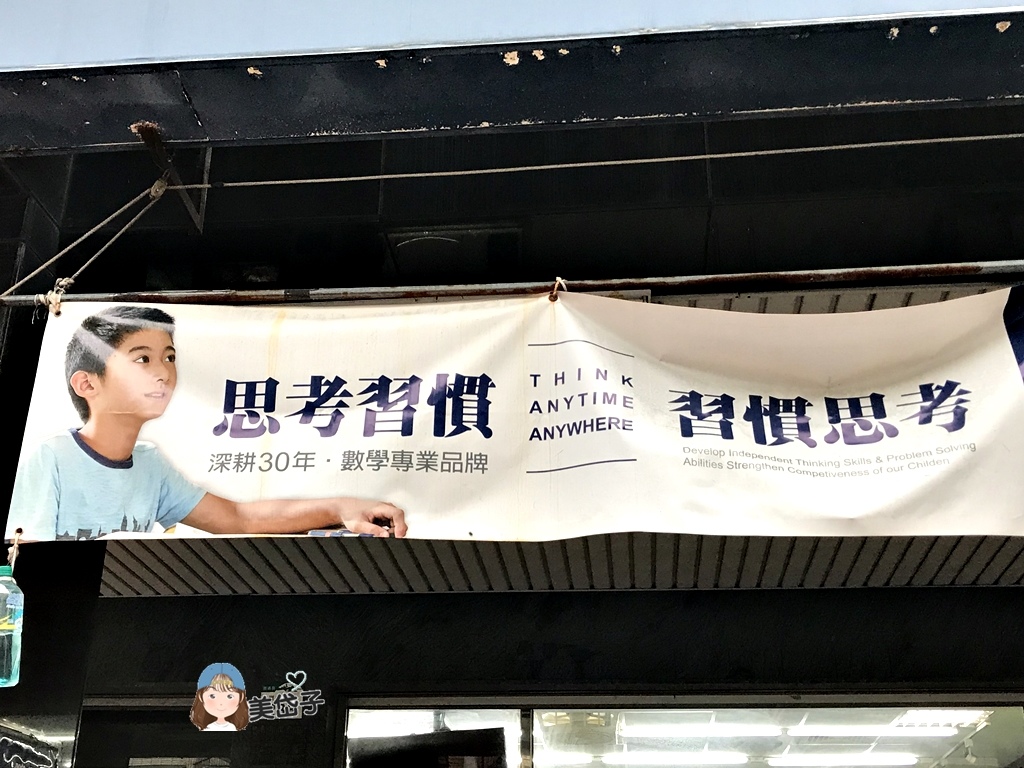 思考習慣
深耕30年·數學專業品牌
THINK
ANYTIME
ANYWHERE
習慣思考
Develop Independent Thinking Skills & Problem Solving
Abilities Strengthen Competiveness of our Childen
美岱子